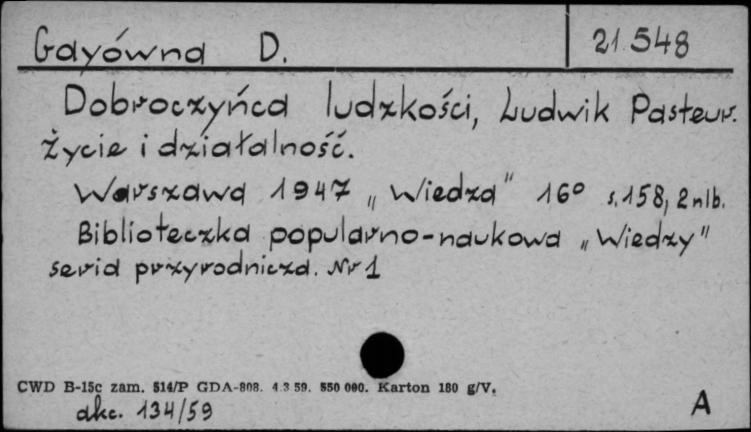 Gayówna D. 21.548
Dobroczyńca ludzkości, Ludwik Pasteur.
Życie i działalność.
Warszawa 1947 „Wiedza" 16° s.158, 2 nlb.
Biblioteczka popularno-naukowa „Wiedzy"
seria przyrodnicza. Nr 1
CWD B-15c zam. 514/P GDA-808. 4.3 59. 550 000. Karton 180 g/V.
akc. 134/59 A